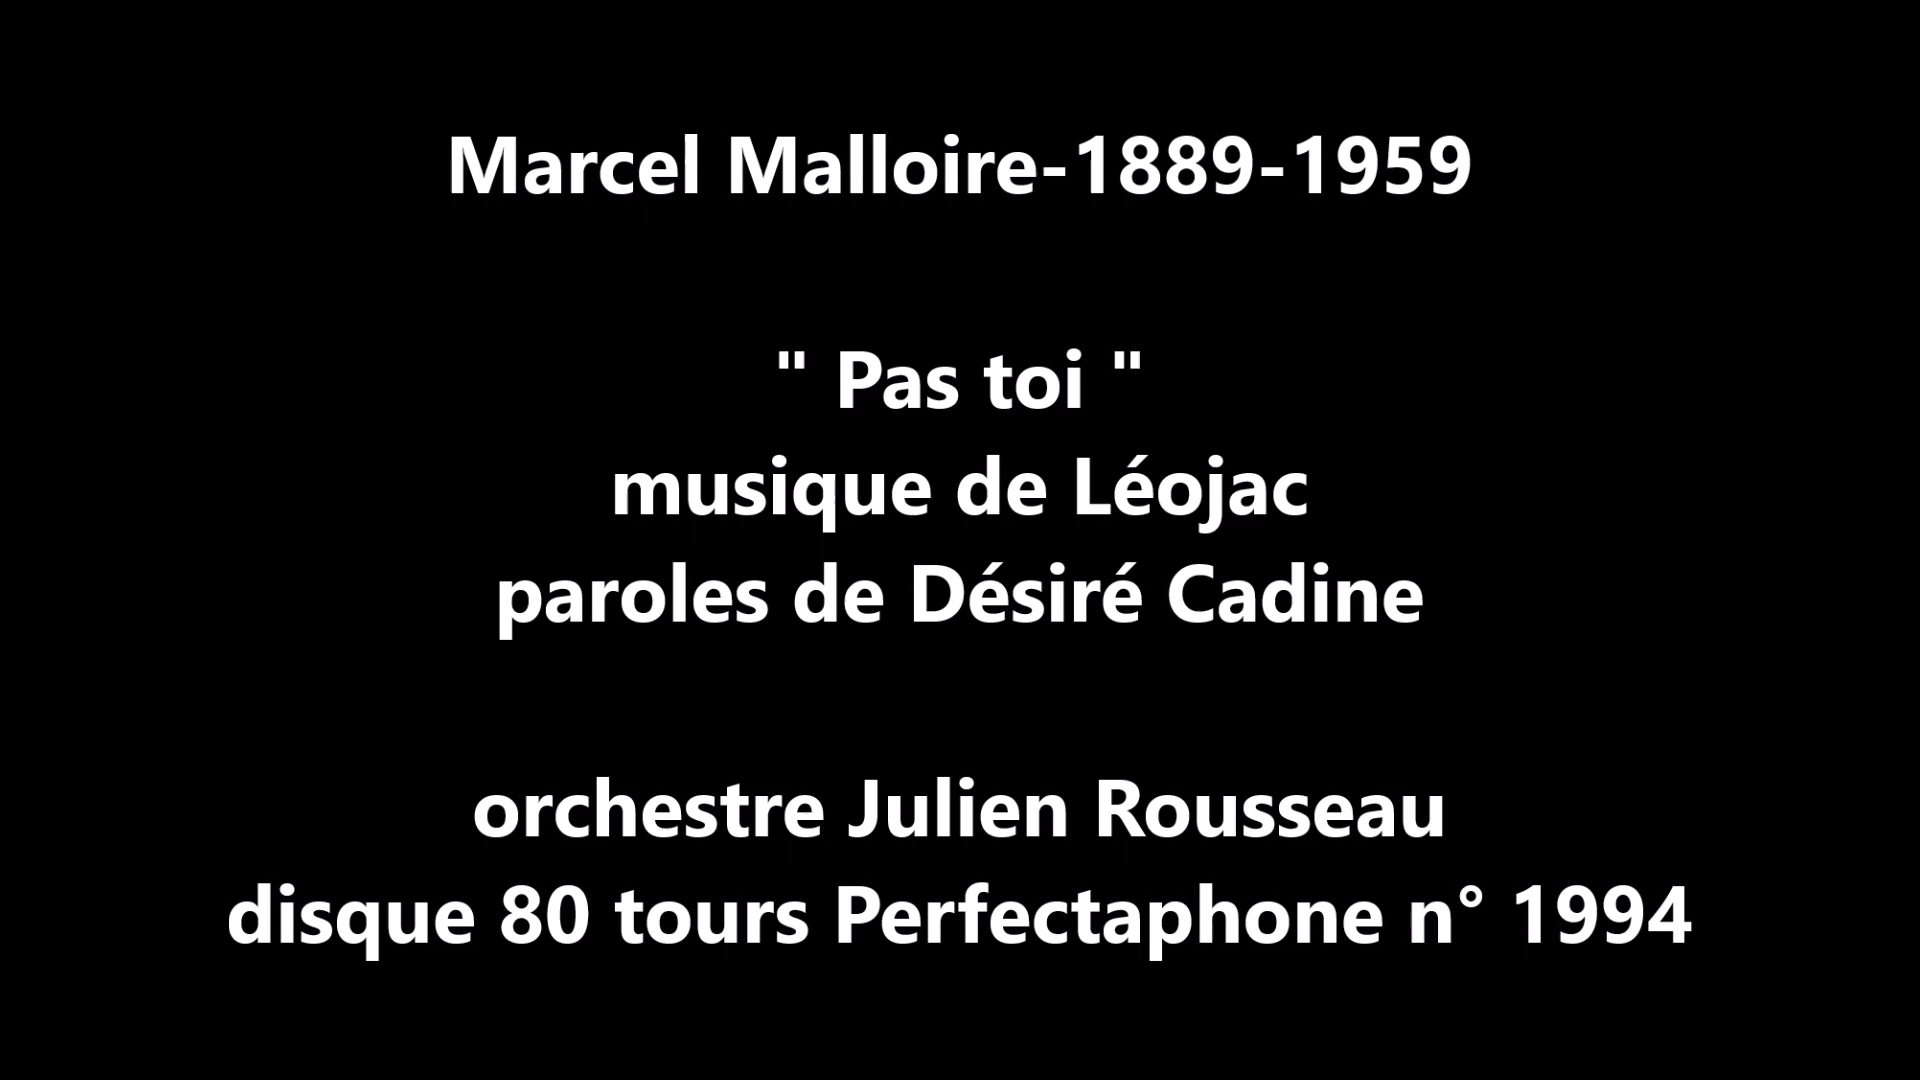 Marcel Malloire-1889-1959
" Pas toi "
musique de Léojac
paroles de Désiré Cadine
orchestre Julien Rousseau
disque 80 tours Perfectaphone n° 1994